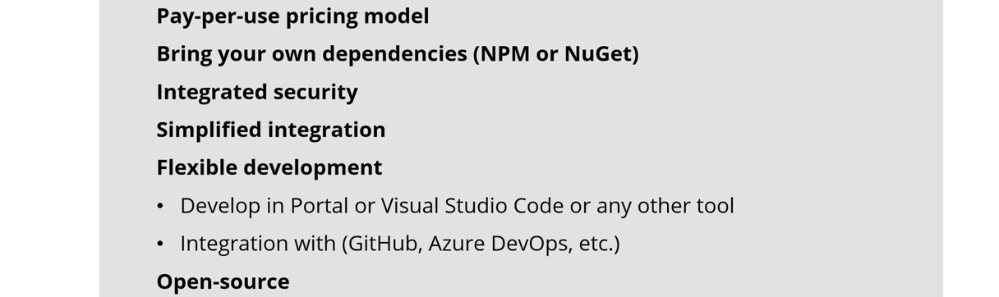 Pay-per-use pricing model
Bring your own dependencies (NPM or NuGet)
Integrated security
Simplified integration
Flexible development
• Develop in Portal or Visual Studio Code or any other tool
• Integration with (GitHub, Azure DevOps, etc.)
Open-source